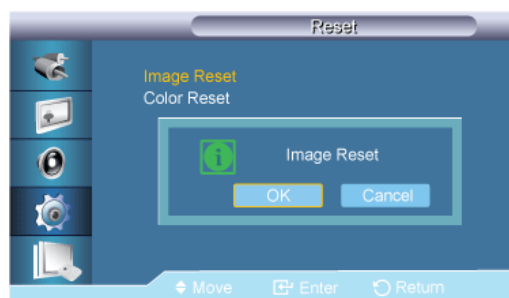 Reset
Image Reset
Color Reset
Image Reset
OK Cancel
Move Enter Return